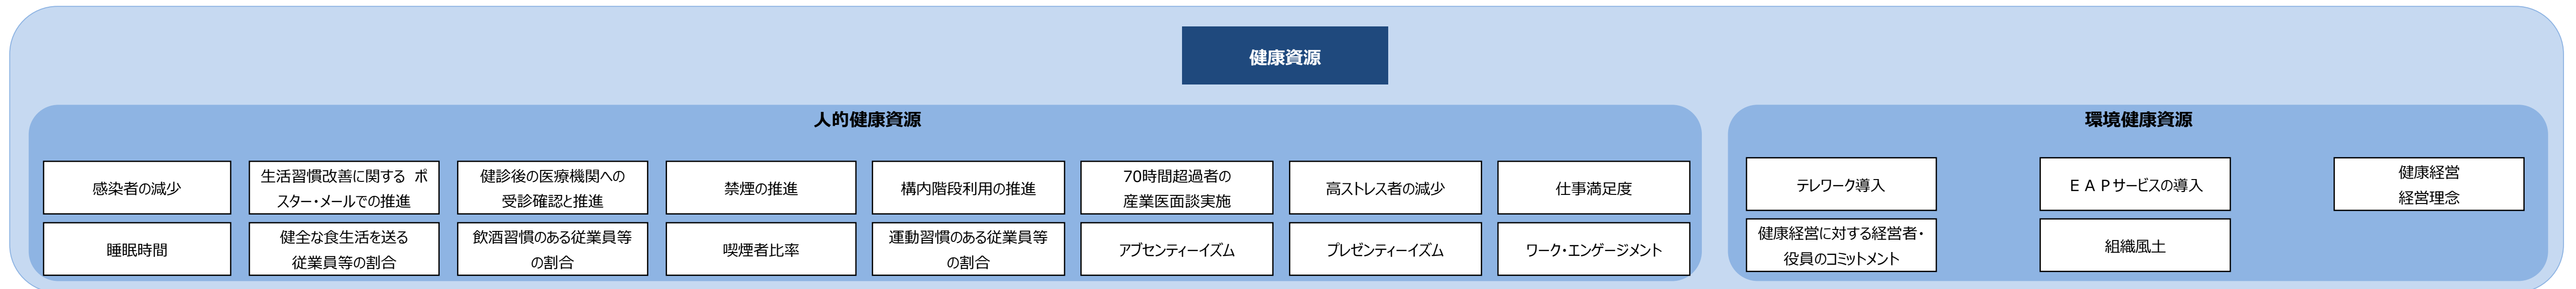 健康資源
人的健康資源
感染者の減少
生活習慣改善に関する ポ
スター・メールでの推進
健診後の医療機関への
受診確認と推進
禁煙の推進
構内階段利用の推進
70時間超過者の
産業医面談実施
高ストレス者の減少
仕事満足度
睡眠時間
健全な食生活を送る
従業員等の割合
飲酒習慣のある従業員等
の割合
喫煙者比率
運動習慣のある従業員等
の割合
アブセンティーイズム
プレゼンティーイズム
ワーク・エンゲージメント
環境健康資源
テレワーク導入
ＥＡＰサービスの導入
健康経営
経営理念
健康経営に対する経営者・
役員のコミットメント
組織風土